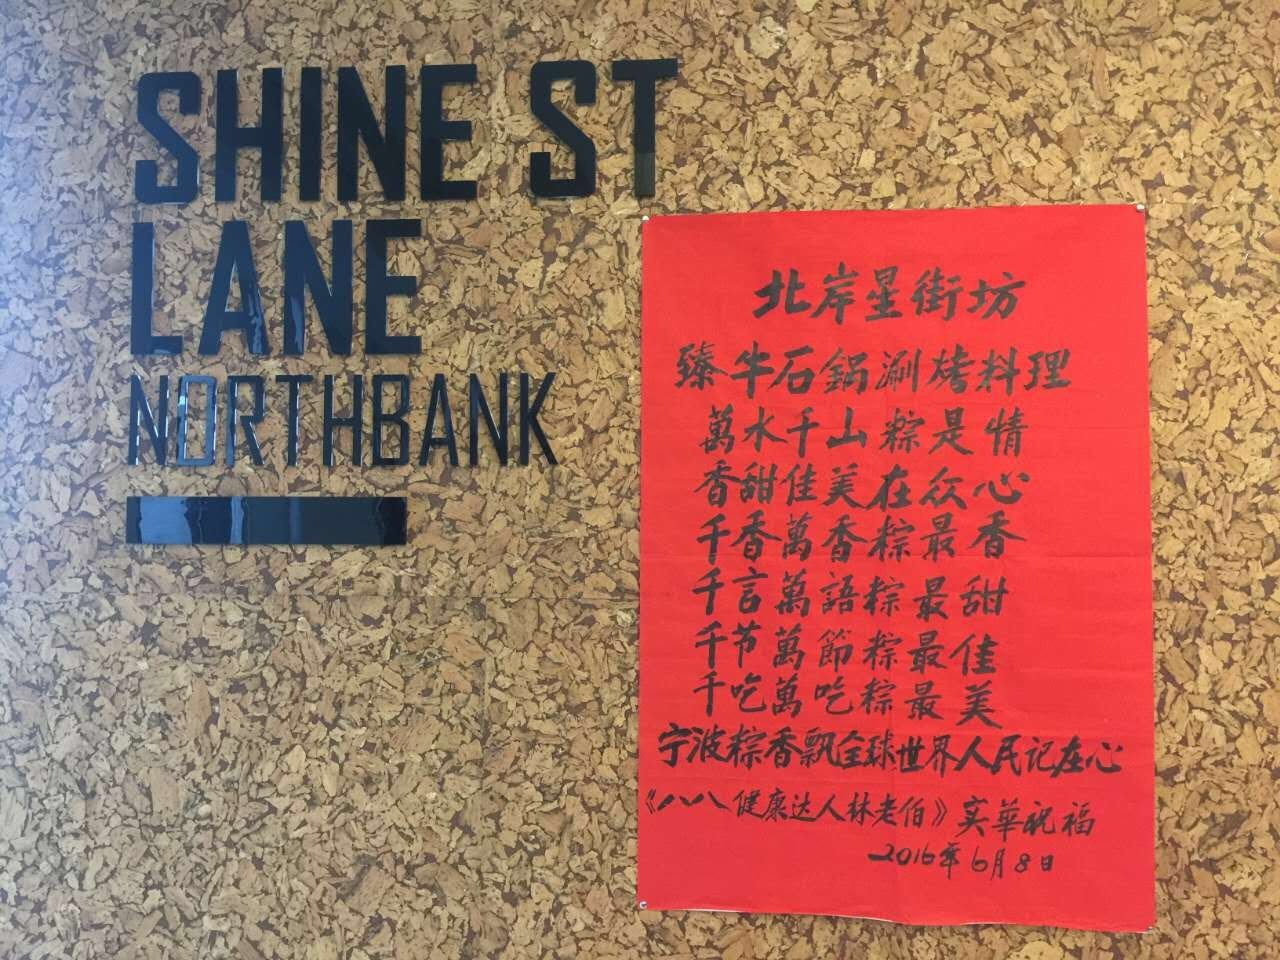 SHINE ST
LANE
NORTHBANK
北岸星街坊
臻牛石鍋涮烤料理
萬水千山粽是情
香甜佳美在众心
千香萬香粽最香
千言萬語粽最甜
千节萬節粽最佳
千吃萬吃粽最美
宁波粽香飘全球世界人民记在心
《八八健康达人林老伯》实華祝福
2016年6月8日